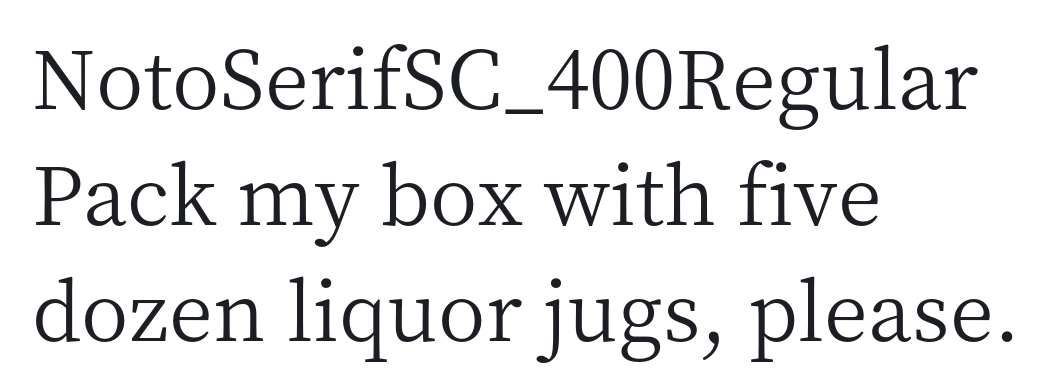 NotoSerifSC_400Regular
Pack my box with five
dozen liquor jugs, please.